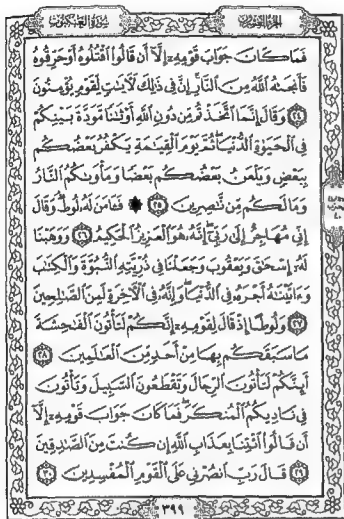 الجزء العشرون
سورة العنكبوت
فَمَا كَانَ جَوَابَ قَوْمِهِۦٓ إِلَّآ أَن قَالُوا۟ ٱقْتُلُوهُ أَوْ حَرِّقُوهُ
فَأَنجَىٰهُ ٱللَّهُ مِنَ ٱلنَّارِ إِنَّ فِى ذَٰلِكَ لَءَايَٰتٍ لِّقَوْمٍ يُؤْمِنُونَ
٢٤ وَقَالَ إِنَّمَا ٱتَّخَذْتُم مِّن دُونِ ٱللَّهِ أَوْثَٰنًا مَّوَدَّةَ بَيْنِكُمْ
فِى ٱلْحَيَوٰةِ ٱلدُّنْيَا ثُمَّ يَوْمَ ٱلْقِيَٰمَةِ يَكْفُرُ بَعْضُكُم
بِبَعْضٍ وَيَلْعَنُ بَعْضُكُم بَعْضًا وَمَأْوَىٰكُمُ ٱلنَّارُ
وَمَا لَكُم مِّن نَّٰصِرِينَ ٢٥ ۞ فَـَٔامَنَ لَهُۥ لُوطٌ وَقَالَ
إِنِّى مُهَاجِرٌ إِلَىٰ رَبِّىٓ إِنَّهُۥ هُوَ ٱلْعَزِيزُ ٱلْحَكِيمُ ٢٦ وَوَهَبْنَا
لَهُۥٓ إِسْحَٰقَ وَيَعْقُوبَ وَجَعَلْنَا فِى ذُرِّيَّتِهِ ٱلنُّبُوَّةَ وَٱلْكِتَٰبَ
وَءَاتَيْنَٰهُ أَجْرَهُۥ فِى ٱلدُّنْيَا وَإِنَّهُۥ فِى ٱلْءَاخِرَةِ لَمِنَ ٱلصَّٰلِحِينَ
٢٧ وَلُوطًا إِذْ قَالَ لِقَوْمِهِۦٓ إِنَّكُمْ لَتَأْتُونَ ٱلْفَٰحِشَةَ
مَا سَبَقَكُم بِهَا مِنْ أَحَدٍ مِّنَ ٱلْعَٰلَمِينَ ٢٨
أَئِنَّكُمْ لَتَأْتُونَ ٱلرِّجَالَ وَتَقْطَعُونَ ٱلسَّبِيلَ وَتَأْتُونَ
فِى نَادِيكُمُ ٱلْمُنكَرَ فَمَا كَانَ جَوَابَ قَوْمِهِۦٓ إِلَّآ
أَن قَالُوا۟ ٱئْتِنَا بِعَذَابِ ٱللَّهِ إِن كُنتَ مِنَ ٱلصَّٰدِقِينَ
٢٩ قَالَ رَبِّ ٱنصُرْنِى عَلَى ٱلْقَوْمِ ٱلْمُفْسِدِينَ ٣٠
٣٩٩